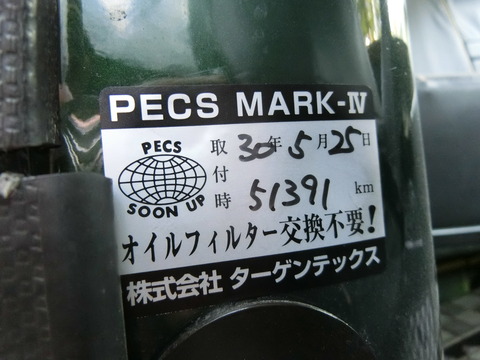 PECS MARK-Ⅳ
PECS
SOON UP
取付時
30年5月25日
51391 km
オイルフィルター交換不要!
株式会社 ターゲンテックス